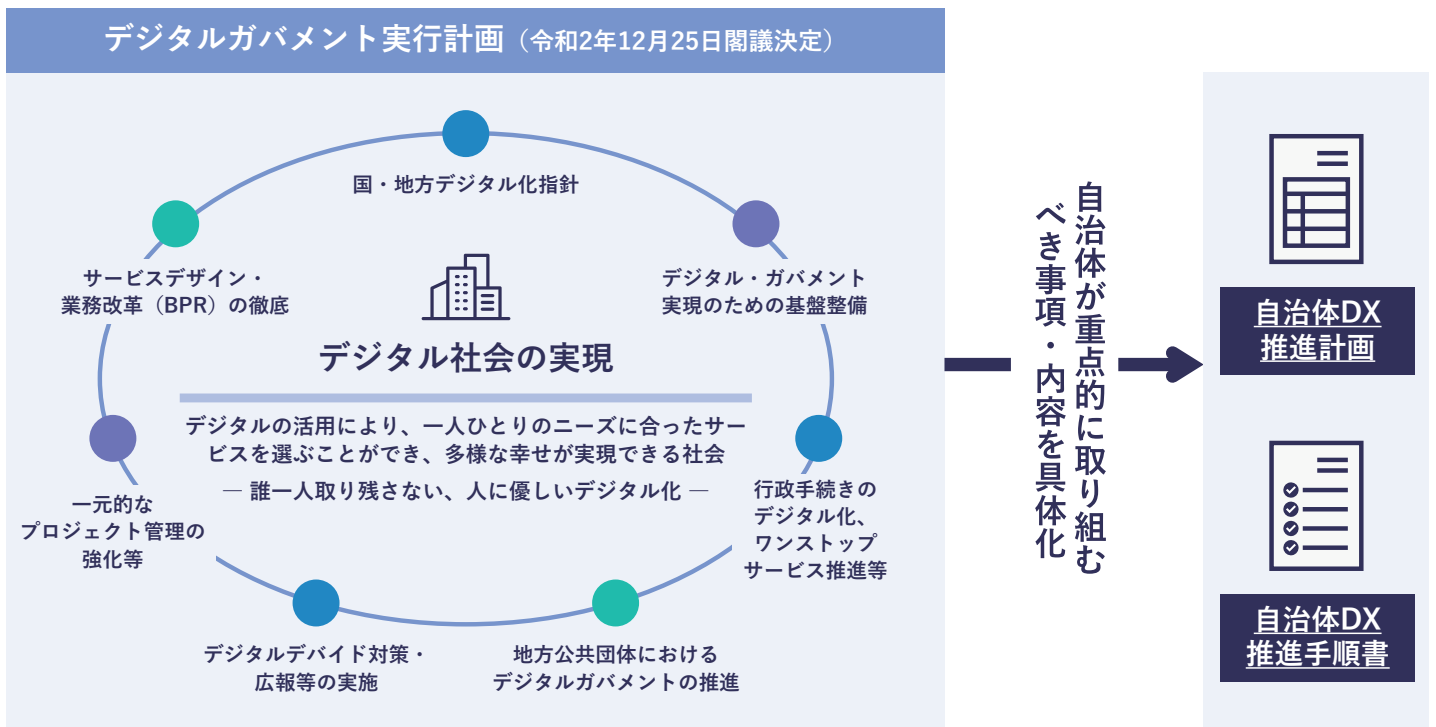 デジタルガバメント実行計画（令和2年12月25日閣議決定）
国・地方デジタル化指針
サービスデザイン・
業務改革（BPR）の徹底
デジタル・ガバメント
実現のための基盤整備
デジタル社会の実現
デジタルの活用により、一人ひとりのニーズに合ったサー
ビスを選ぶことができ、多様な幸せが実現できる社会
― 誰一人取り残さない、人に優しいデジタル化 ―
一元的な
プロジェクト管理の
強化等
行政手続きの
デジタル化、
ワンストップ
サービス推進等
デジタルデバイド対策・
広報等の実施
地方公共団体における
デジタルガバメントの推進
自治体が重点的に取り組む
べき事項・内容を具体化
自治体DX
推進計画
自治体DX
推進手順書